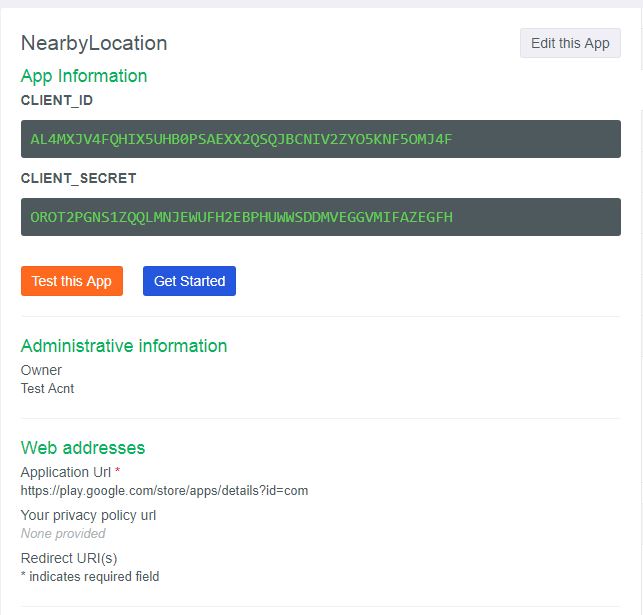 NearbyLocation
Edit this App
App Information
CLIENT_ID
AL4MXJV4FQHIX5UHB0PSAEXX2QSQJBCNIV2ZYO5KNF5OMJ4F
CLIENT_SECRET
OROT2PGNS1ZQQLMNJEWUFH2EBPHUWWSDDMVEGGVMIFAZEGFH
Test this App
Get Started
Administrative information
Owner
Test Acnt
Web addresses
Application Url *
https://play.google.com/store/apps/details?id=com
Your privacy policy url
None provided
Redirect URI(s)
* indicates required field